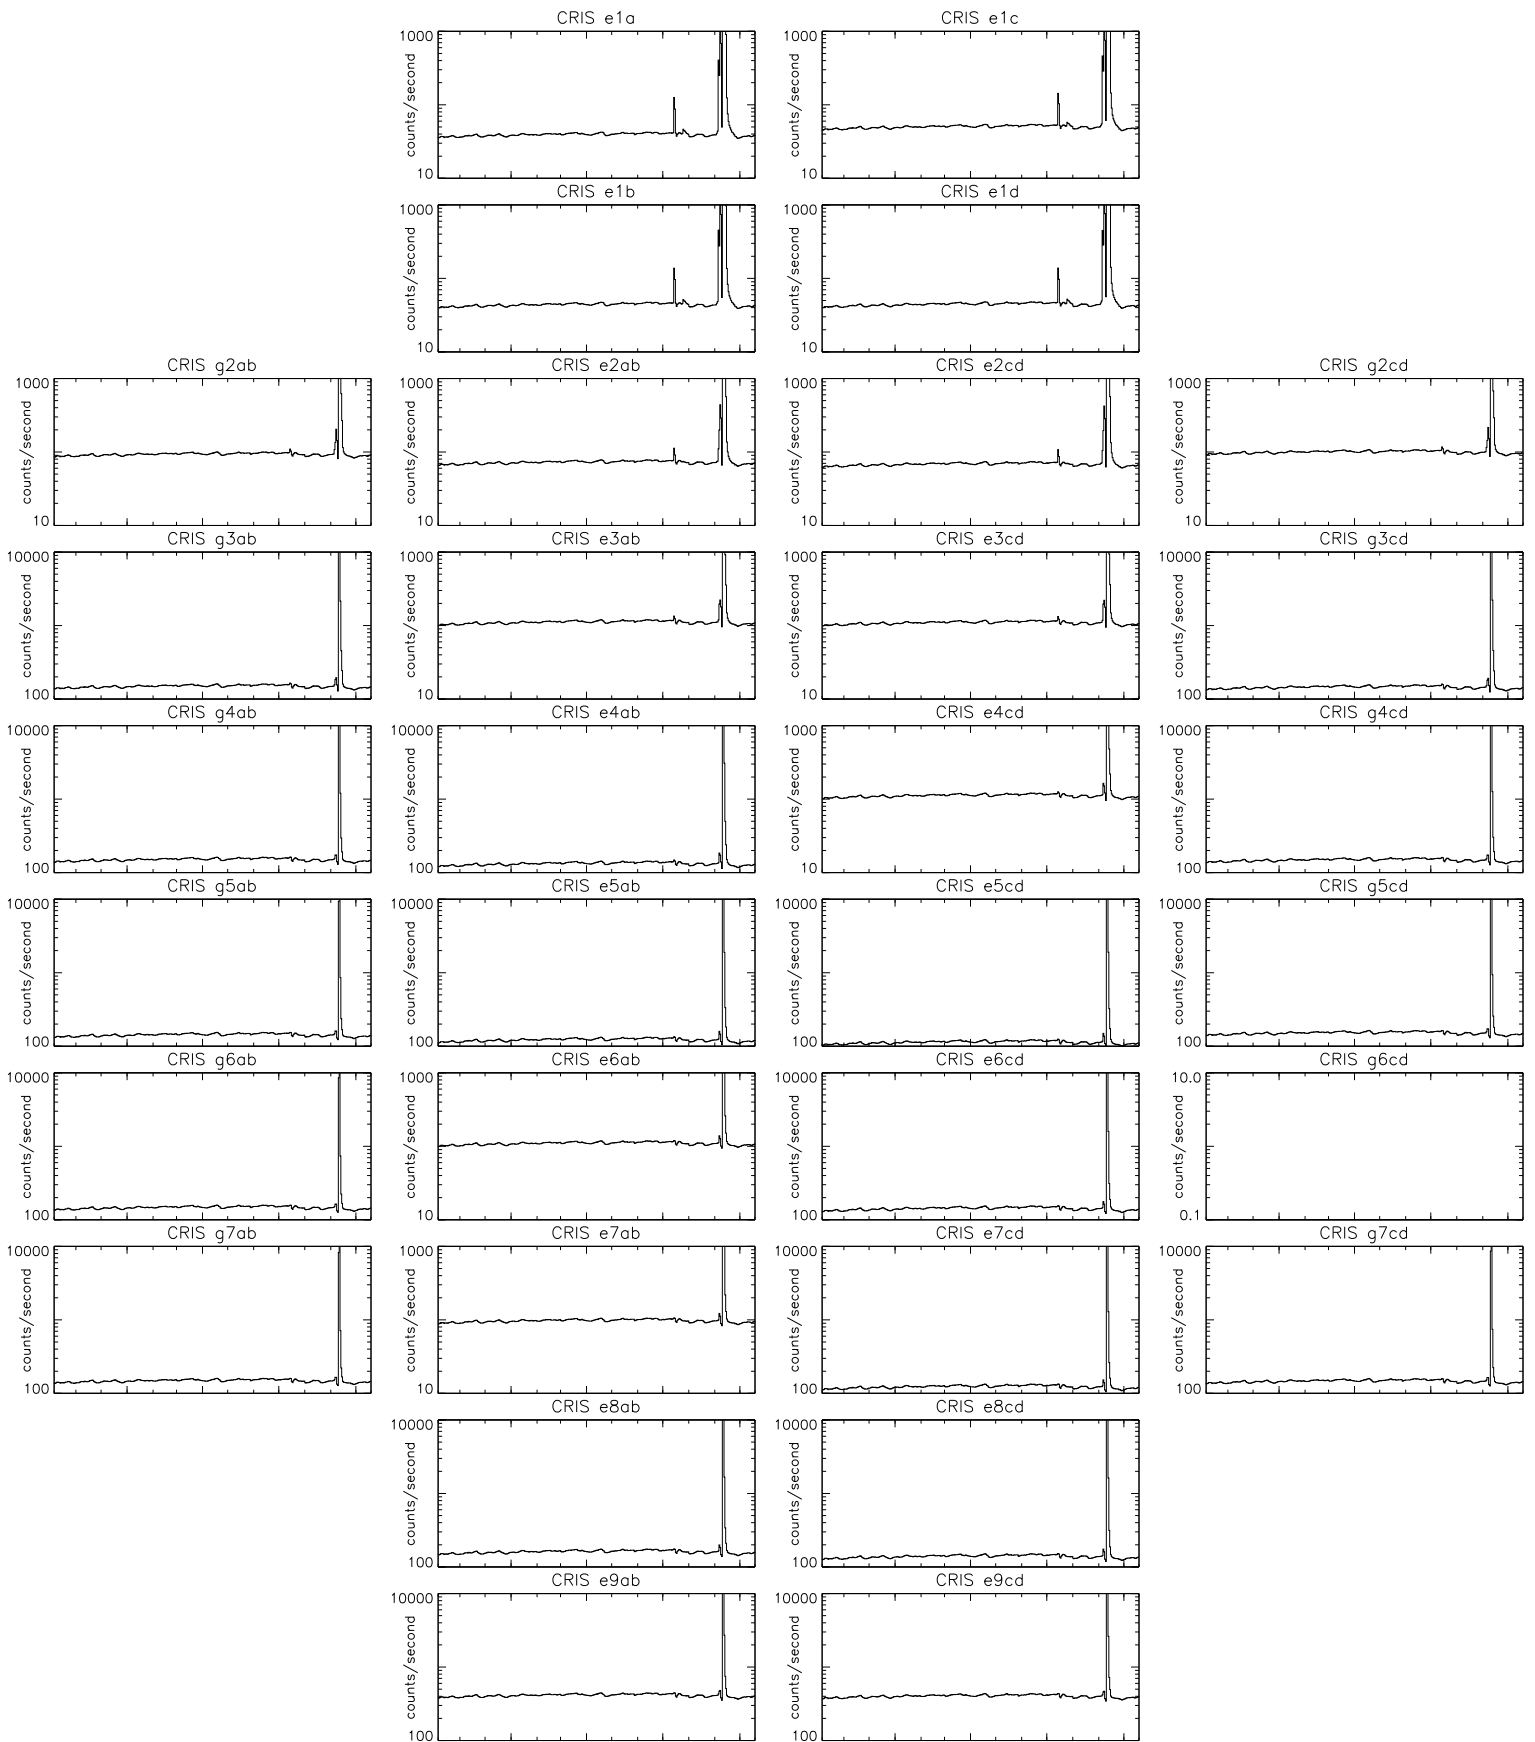 CRIS e1a
CRIS e1c
1000
counts/second
10
1000
counts/second
10
CRIS e1b
CRIS e1d
1000
counts/second
10
1000
counts/second
10
CRIS g2ab
CRIS e2ab
CRIS e2cd
CRIS g2cd
1000
counts/second
10
1000
counts/second
10
1000
counts/second
10
1000
counts/second
10
CRIS g3ab
CRIS e3ab
CRIS e3cd
CRIS g3cd
10000
counts/second
100
1000
counts/second
10
1000
counts/second
10
10000
counts/second
100
CRIS g4ab
CRIS e4ab
CRIS e4cd
CRIS g4cd
10000
counts/second
100
10000
counts/second
100
1000
counts/second
10
10000
counts/second
100
CRIS g5ab
CRIS e5ab
CRIS e5cd
CRIS g5cd
10000
counts/second
100
10000
counts/second
100
10000
counts/second
100
10000
counts/second
100
CRIS g6ab
CRIS e6ab
CRIS e6cd
CRIS g6cd
10000
counts/second
100
1000
counts/second
10
10000
counts/second
100
10.0
counts/second
0.1
CRIS g7ab
CRIS e7ab
CRIS e7cd
CRIS g7cd
10000
counts/second
100
1000
counts/second
10
10000
counts/second
100
10000
counts/second
100
CRIS e8ab
CRIS e8cd
10000
counts/second
100
10000
counts/second
100
CRIS e9ab
CRIS e9cd
10000
counts/second
100
10000
counts/second
100